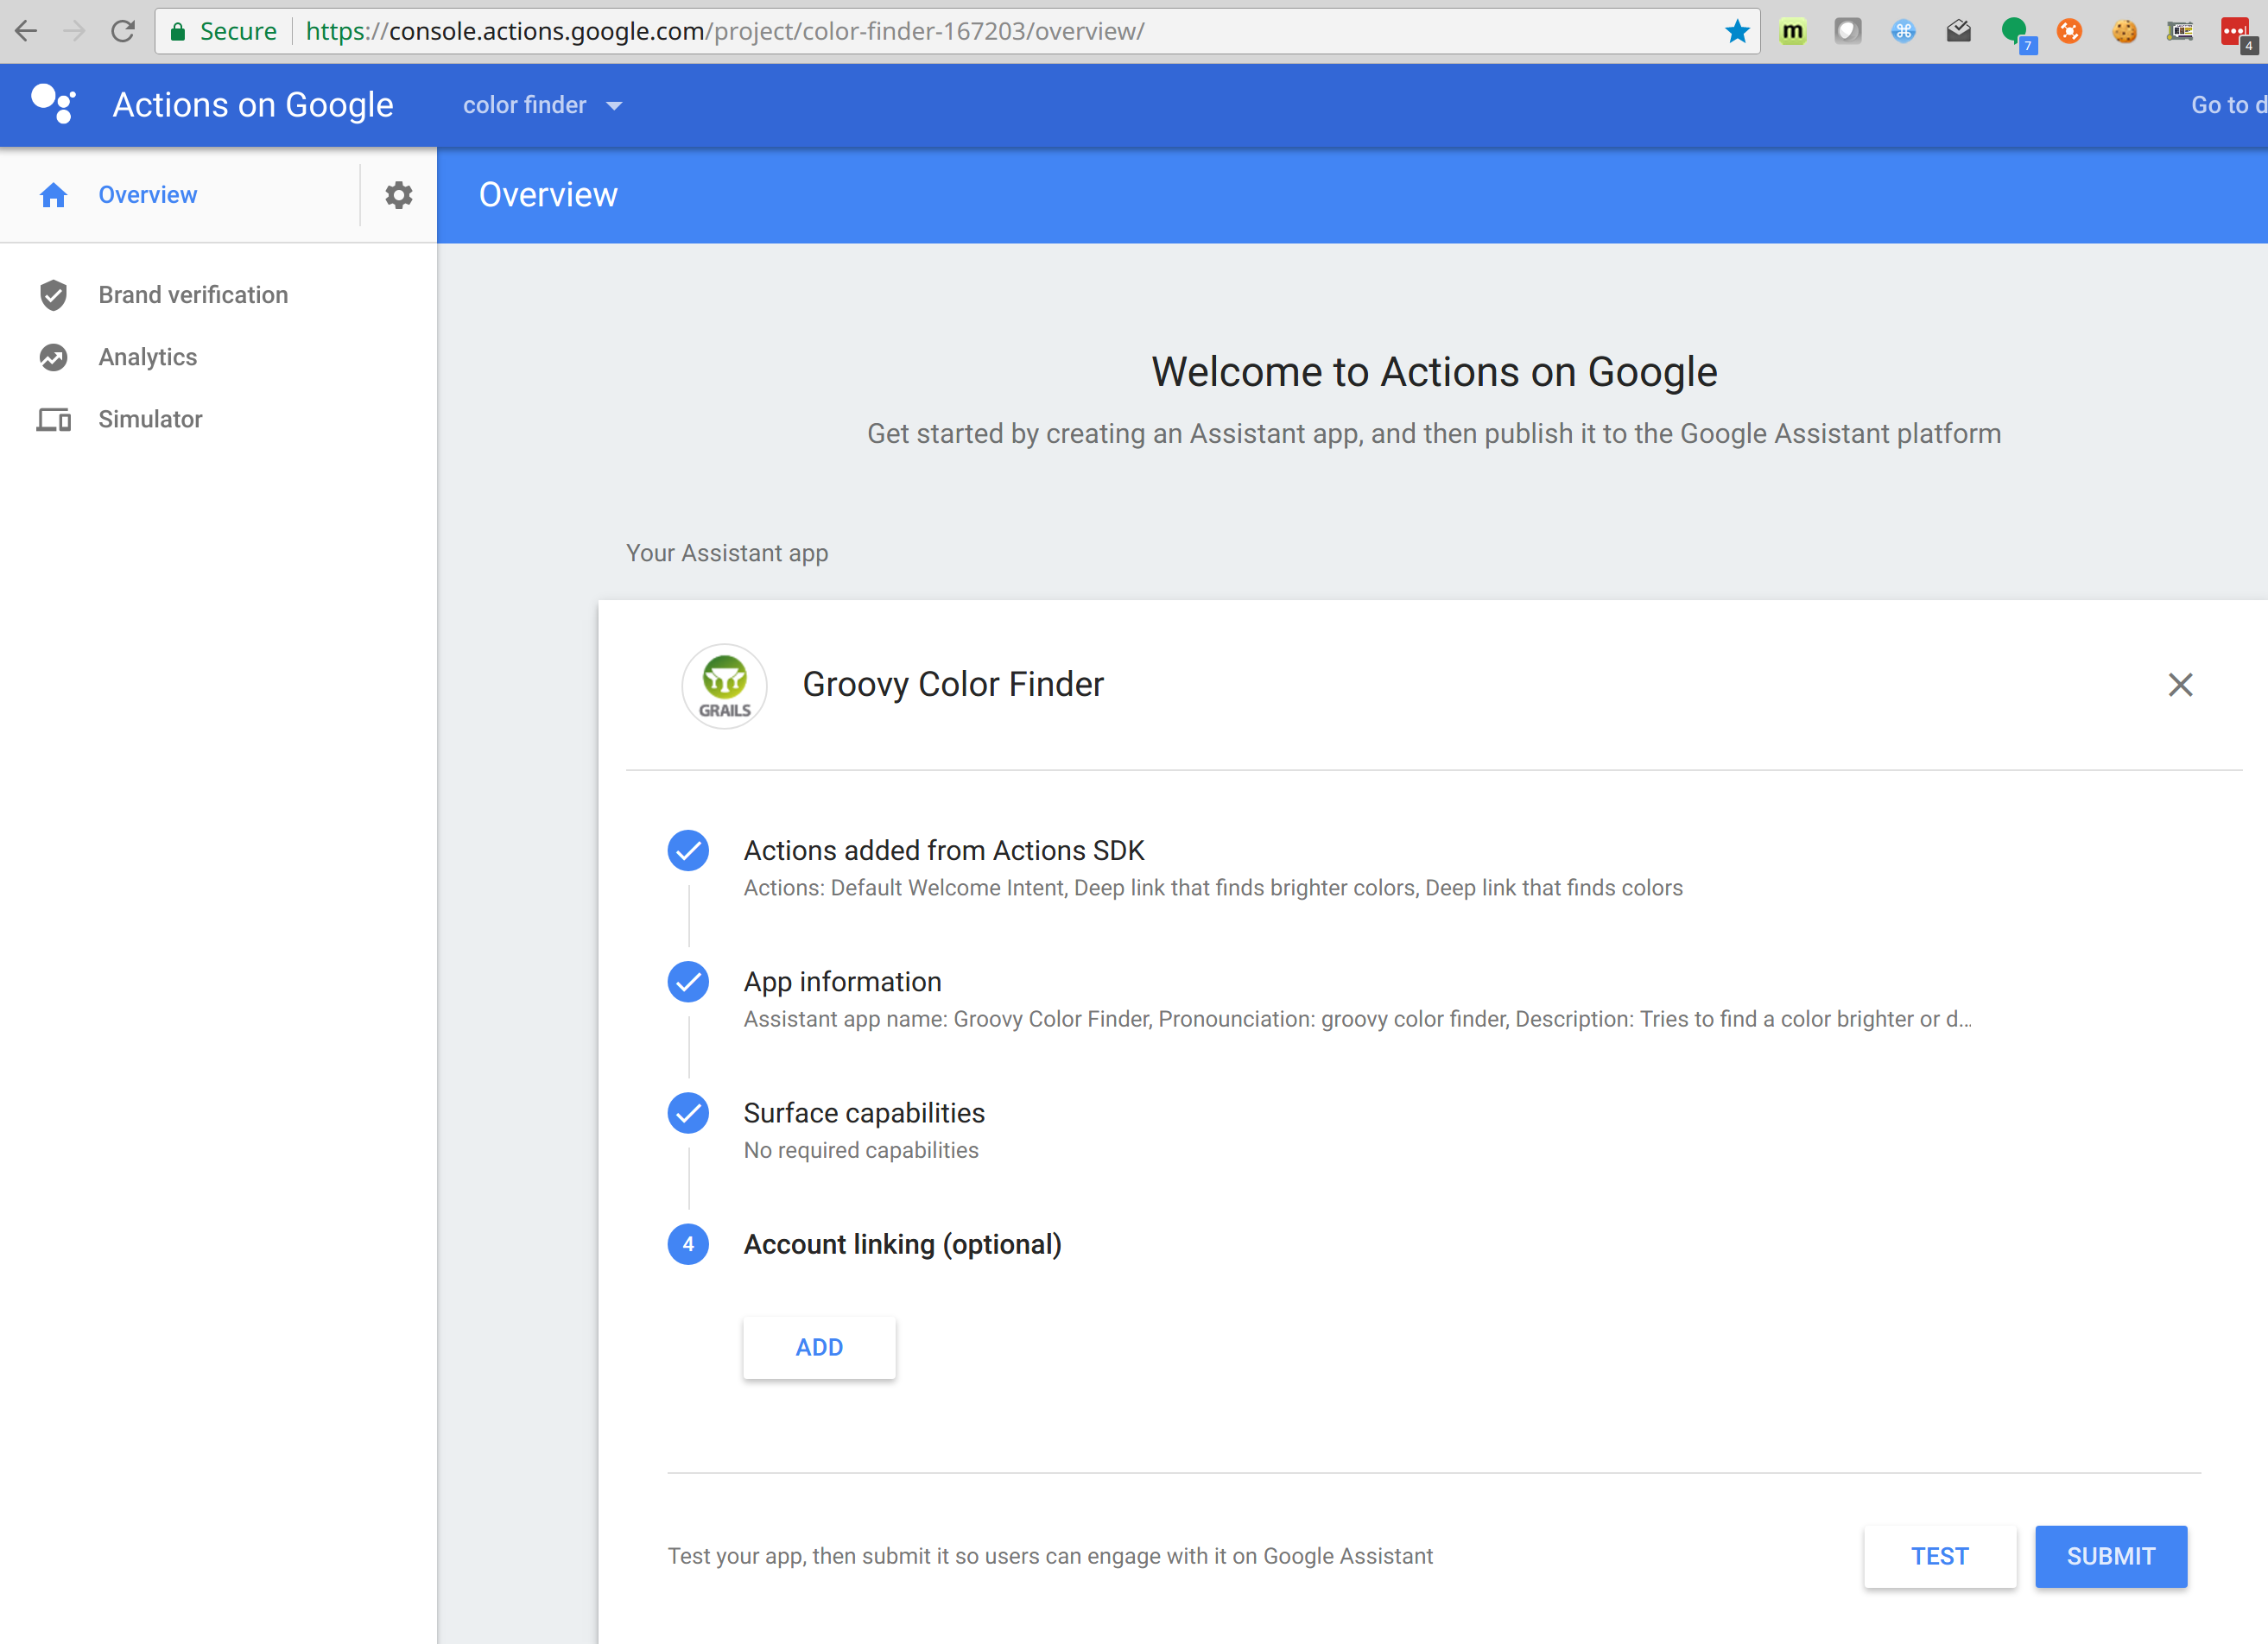 Secure https://console.actions.google.com/project/color-finder-167203/overview/
m
7
4
Actions on Google color finder Go to d
Overview Overview
Brand verification
Analytics
Simulator
Welcome to Actions on Google
Get started by creating an Assistant app, and then publish it to the Google Assistant platform
Your Assistant app
GRAILS
Groovy Color Finder
Actions added from Actions SDK
Actions: Default Welcome Intent, Deep link that finds brighter colors, Deep link that finds colors
App information
Assistant app name: Groovy Color Finder, Pronounciation: groovy color finder, Description: Tries to find a color brighter or d...
Surface capabilities
No required capabilities
4 Account linking (optional)
ADD
Test your app, then submit it so users can engage with it on Google Assistant TEST SUBMIT